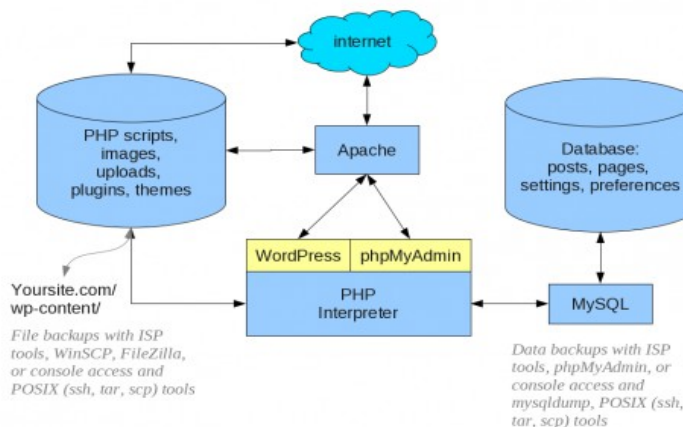 internet
PHP scripts,
images,
uploads,
plugins, themes
Apache
Database:
posts, pages,
settings, preferences
WordPress
phpMyAdmin
PHP
Interpreter
MySQL
Yoursite.com/
wp-content/
File backups with ISP
tools, WinSCP, FileZilla,
or console access and
POSIX (ssh, tar, scp) tools
Data backups with ISP
tools, phpMyAdmin, or
console access and
mysqldump, POSIX (ssh,
tar, scp) tools